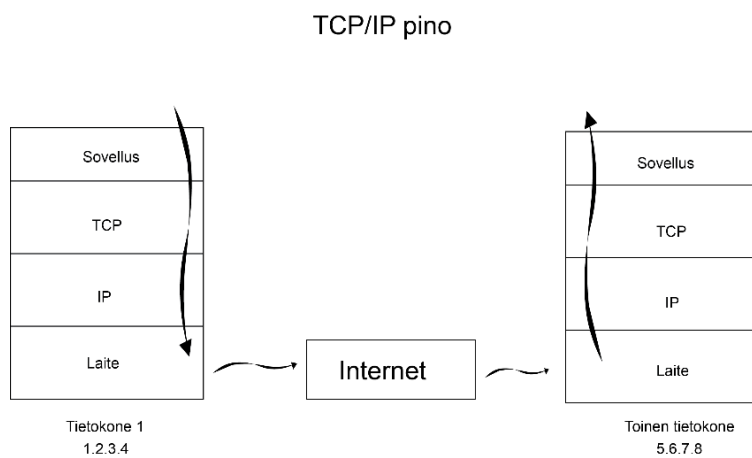 TCP/IP pino
Sovellus
TCP
IP
Laite
Tietokone 1
1.2.3.4
Internet
Sovellus
TCP
IP
Laite
Toinen tietokone
5.6.7.8